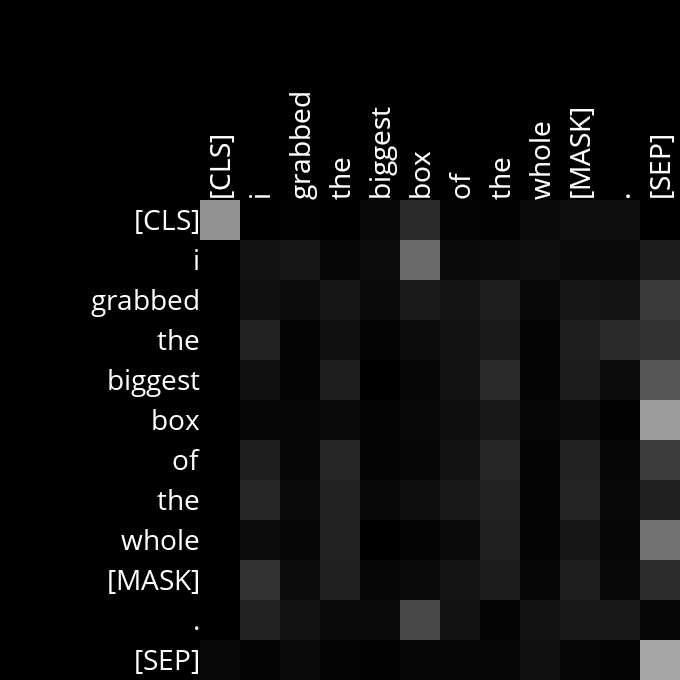 [CLS] i grabbed the biggest box of the whole [MASK] . [SEP]
[CLS]
i
grabbed
the
biggest
box
of
the
whole
[MASK]
.
[SEP]